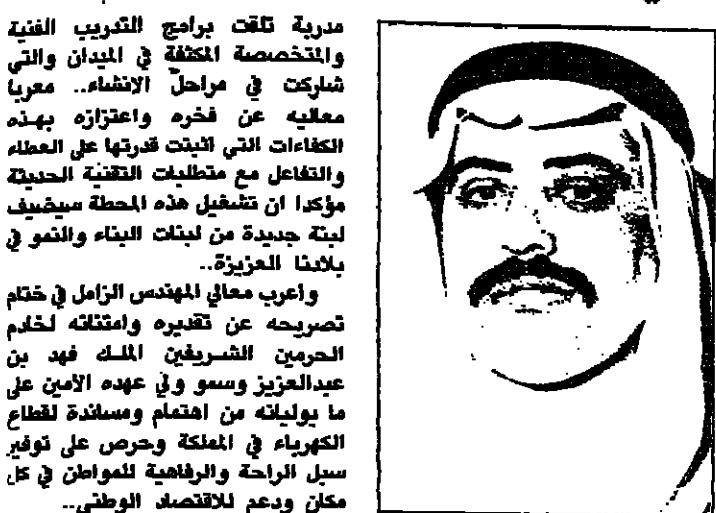 مدربة تلقت برامج التدريب الفنية
والمتخصصة المكثفة في الميدان والتي
شاركت في مراحل الانشاء.. معربا
معاليه عن فخره واعتزازه بهذه
الكفاءات التي اثبتت قدرتها على العطاء
والتفاعل مع متطلبات التقنية الحديثة
مؤكدا ان تشغيل هذه المحطة سيضيف
لبنة جديدة من لبنات البناء والنمو في
بلادنا العزيزة..
وأعرب معالي المهندس الزامل في ختام
تصريحه عن تقديره وامتنانه لخادم
الحرمين الشريفين الملك فهد بن
عبدالعزيز وسمو ولي عهده الأمين على
ما يوليانه من اهتمام ومساندة لقطاع
الكهرباء في المملكة وحرص على توفير
سبل الراحة والرفاهية للمواطن في كل
مكان ودعم للاقتصاد الوطني..